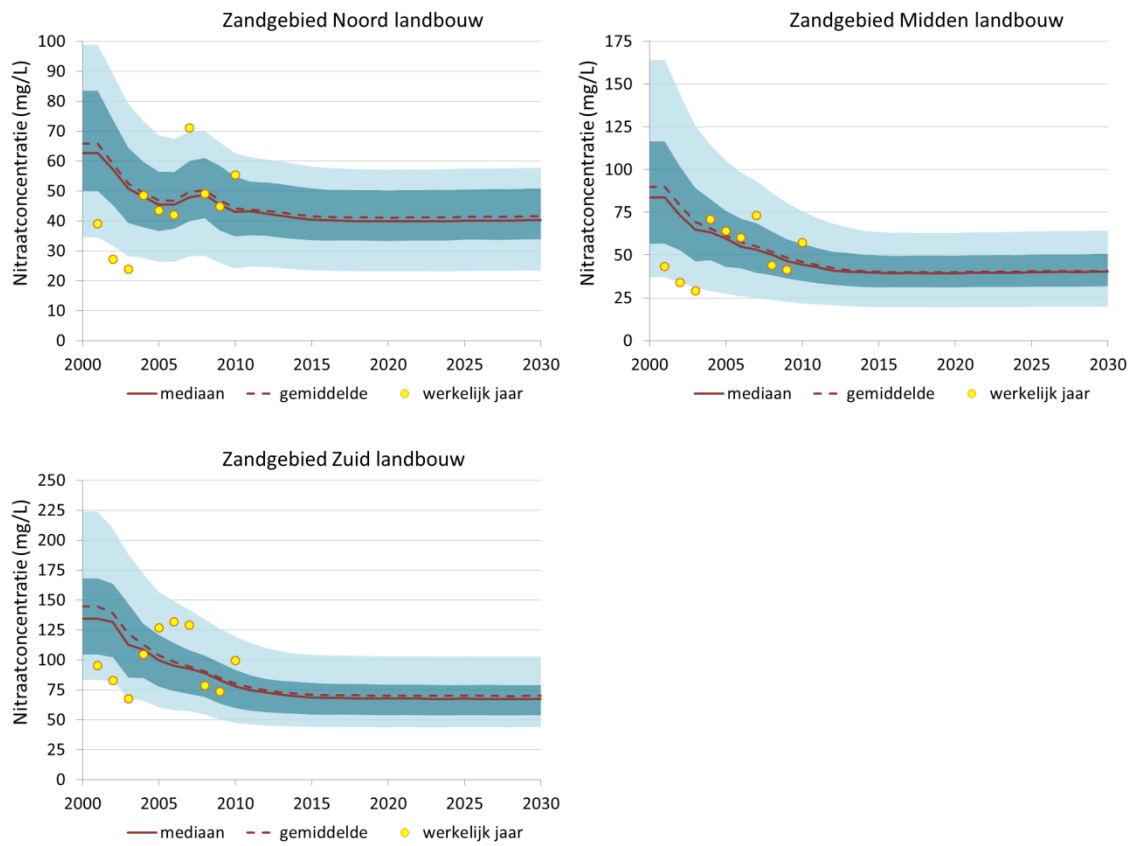 Zandgebied Noord landbouw
Nitraatconcentratie (mg/L)
100
90
80
70
60
50
40
30
20
10
0
2000 2005 2010 2015 2020 2025 2030
mediaan gemiddelde werkelijk jaar
Zandgebied Midden landbouw
Nitraatconcentratie (mg/L)
175
150
125
100
75
50
25
0
2000 2005 2010 2015 2020 2025 2030
mediaan gemiddelde werkelijk jaar
Zandgebied Zuid landbouw
Nitraatconcentratie (mg/L)
250
225
200
175
150
125
100
75
50
25
0
2000 2005 2010 2015 2020 2025 2030
mediaan gemiddelde werkelijk jaar